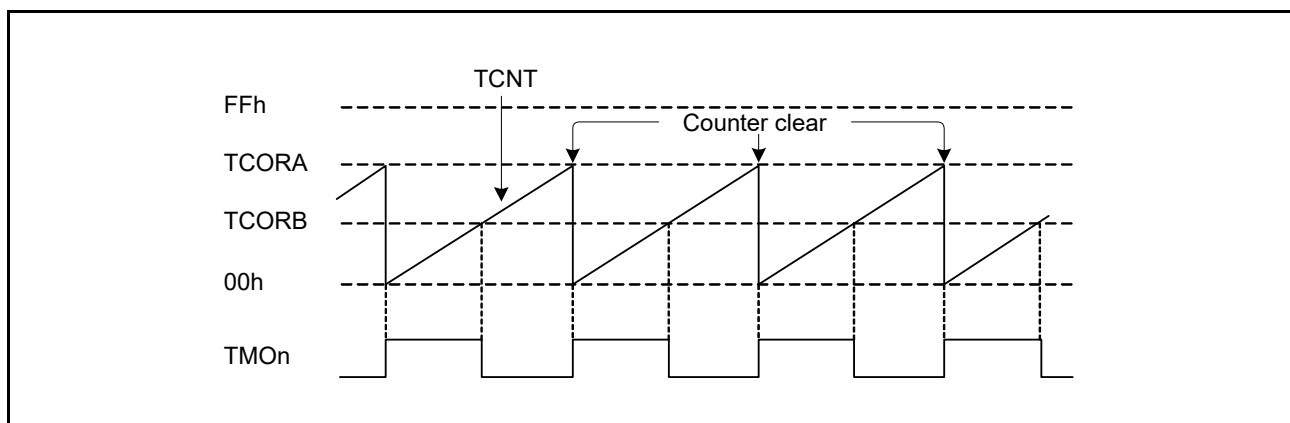 TCNT
FFh
Counter clear
TCORA
TCORB
00h
TMOn